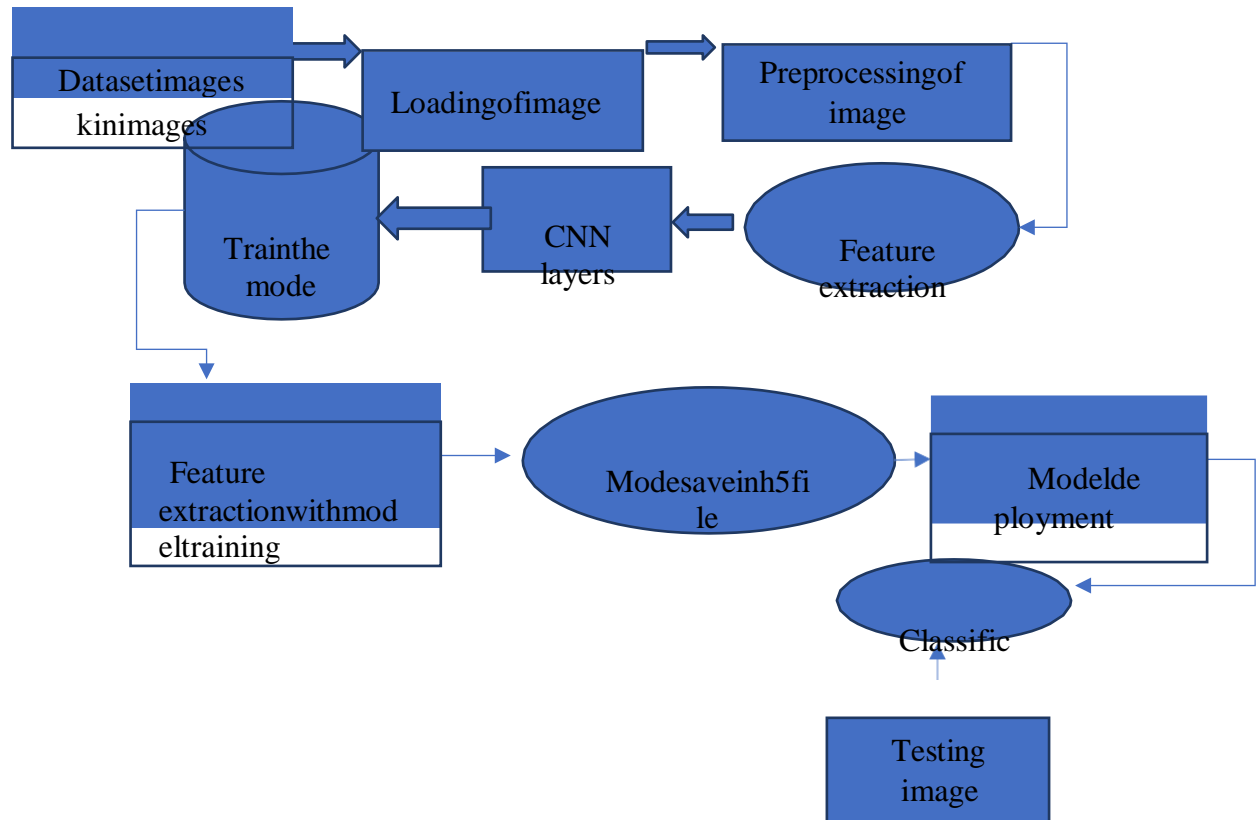 Datasetimages
kinimages
Loadingofimage
Preprocessingof
image
Feature
extraction
CNN
layers
Trainthe
mode
Feature
extractionwithmod
eltraining
Modesaveinh5fi
le
Modelde
ployment
Classific
Testing
image